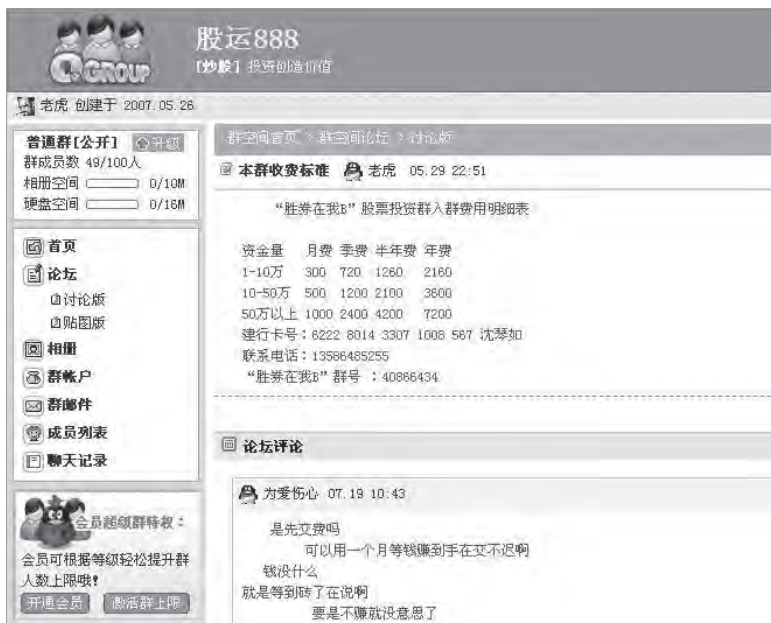 股运888
Q-GROUP
【炒股】投资创造价值
老虎 创建于 2007.05.26
普通群[公开] 升级
群成员数 49/100人
相册空间 0/10M
硬盘空间 0/16M
首页
论坛
讨论版
贴图版
相册
群帐户
群邮件
成员列表
聊天记录
会员超级群特权:
会员可根据等级轻松提升群
人数上限哦!
开通会员 激活群上限
群空间首页 > 群空间论坛 > 讨论版
本群收费标准 老虎 05.29 22:51
“胜券在我B”股票投资群入群费用明细表
资金量 月费 季费 半年费 年费
1-10万 300 720 1260 2160
10-50万 500 1200 2100 3600
50万以上 1000 2400 4200 7200
建行卡号:6222 8014 3307 1008 567 沈琴如
联系电话:13586485255
“胜券在我B”群号 :40866434
论坛评论
为爱伤心 07.19 10:43
是先交费吗
可以用一个月等钱赚到手在交不迟啊
钱没什么
就是等到砖了在说啊
要是不赚就没意思了